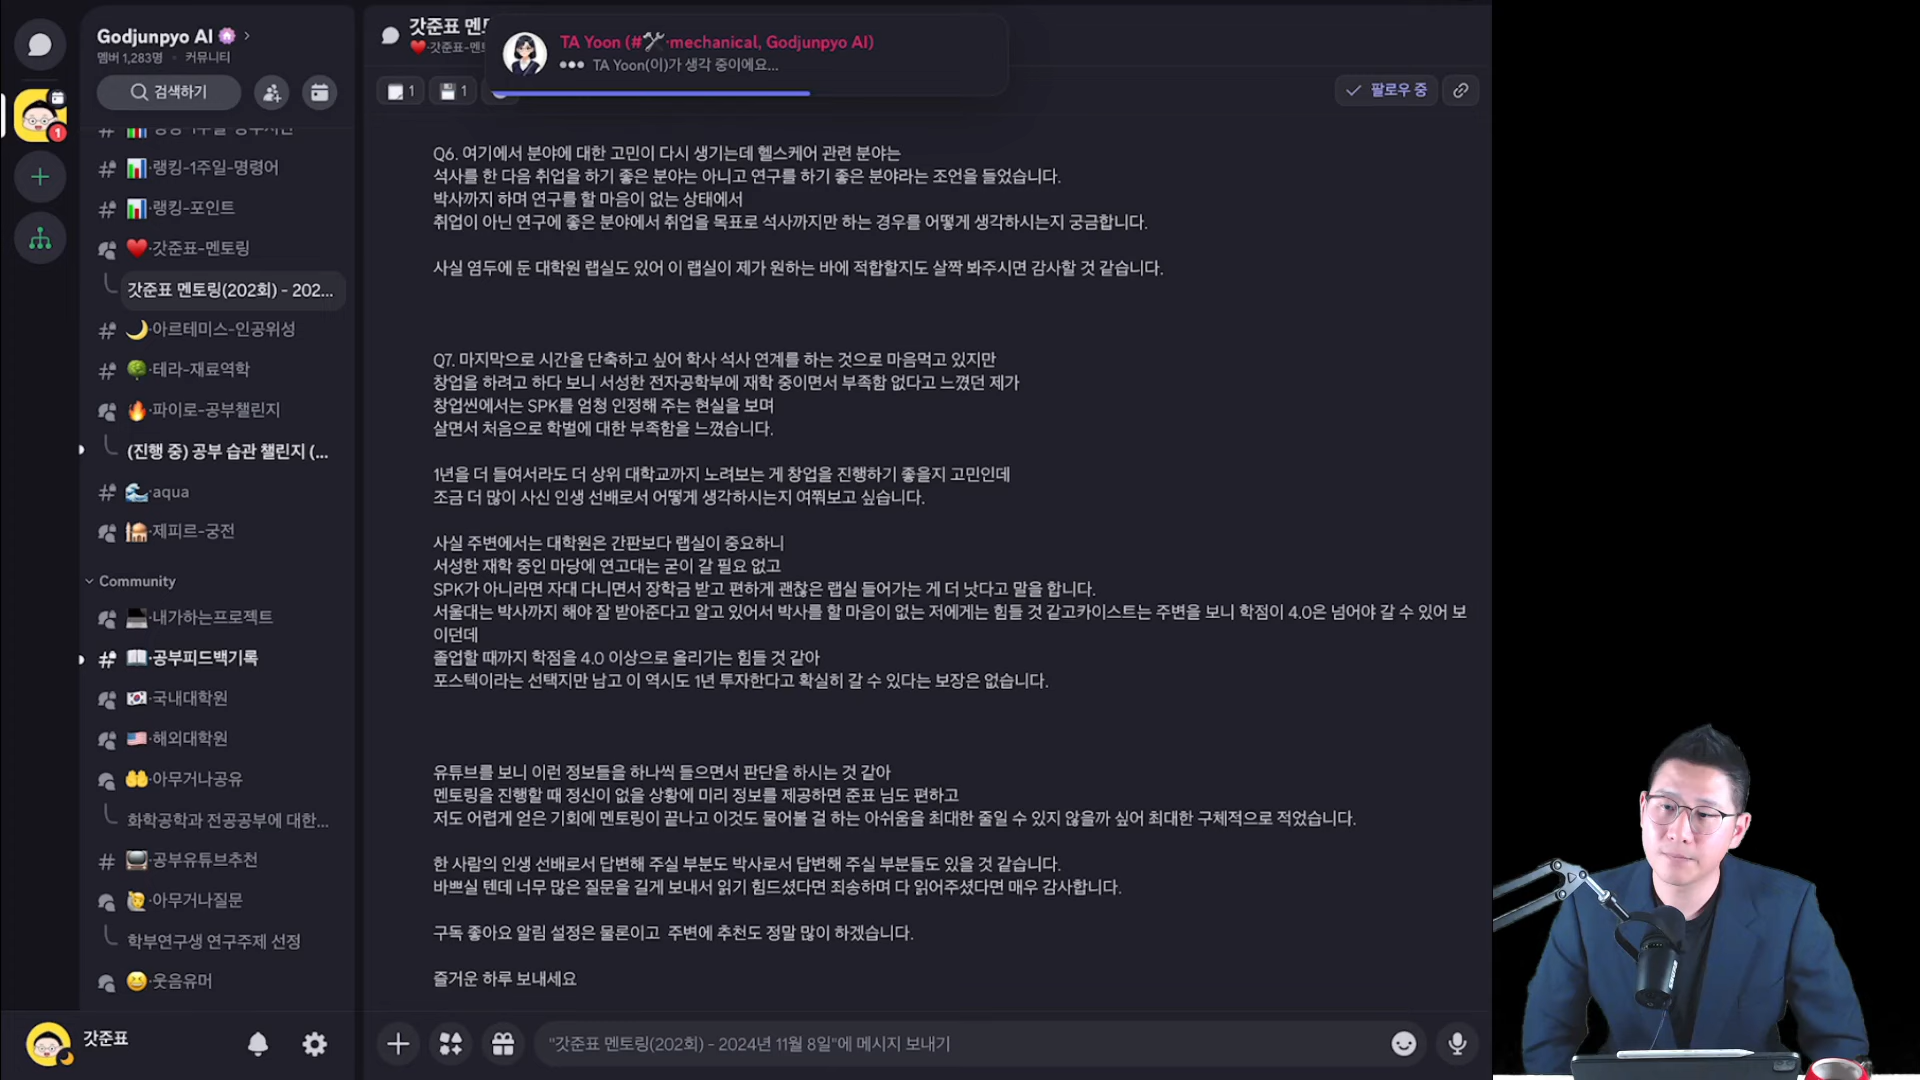 Godjunpyo AI
멤버 1,283명 • 커뮤니티
검색하기
랭킹-1주일-명령어
랭킹-포인트
갓준표-멘토링
갓준표 멘토링(202회) - 202...
아르테미스-인공위성
테라-재료역학
파이로-공부챌린지
(진행 중) 공부 습관 챌린지 (...
aqua
제피르-궁전
Community
내가하는프로젝트
공부피드백기록
국내대학원
해외대학원
아무거나공유
화학공학과 전공공부에 대한...
공부유튜브추천
아무거나질문
학부연구생 연구주제 선정
웃음유머
갓준표
1
갓준표 멘
갓준표-멘
TA Yoon (#🛠·mechanical, Godjunpyo AI)
TA Yoon(이)가 생각 중이에요...
1
1
팔로우 중
Q6. 여기에서 분야에 대한 고민이 다시 생기는데 헬스케어 관련 분야는
석사를 한 다음 취업을 하기 좋은 분야는 아니고 연구를 하기 좋은 분야라는 조언을 들었습니다.
박사까지 하며 연구를 할 마음이 없는 상태에서
취업이 아닌 연구에 좋은 분야에서 취업을 목표로 석사까지만 하는 경우를 어떻게 생각하시는지 궁금합니다.
사실 염두에 둔 대학원 랩실도 있어 이 랩실이 제가 원하는 바에 적합할지도 살짝 봐주시면 감사할 것 같습니다.
Q7. 마지막으로 시간을 단축하고 싶어 학사 석사 연계를 하는 것으로 마음먹고 있지만
창업을 하려고 하다 보니 서성한 전자공학부에 재학 중이면서 부족함 없다고 느꼈던 제가
창업씬에서는 SPK를 엄청 인정해 주는 현실을 보며
살면서 처음으로 학벌에 대한 부족함을 느꼈습니다.
1년을 더 들여서라도 더 상위 대학교까지 노려보는 게 창업을 진행하기 좋을지 고민인데
조금 더 많이 사신 인생 선배로서 어떻게 생각하시는지 여쭤보고 싶습니다.
사실 주변에서는 대학원은 간판보다 랩실이 중요하니
서성한 재학 중인 마당에 연고대는 굳이 갈 필요 없고
SPK가 아니라면 자대 다니면서 장학금 받고 편하게 괜찮은 랩실 들어가는 게 더 낫다고 말을 합니다.
서울대는 박사까지 해야 잘 받아준다고 알고 있어서 박사를 할 마음이 없는 저에게는 힘들 것 같고카이스트는 주변을 보니 학점이 4.0은 넘어야 갈 수 있어 보
이던데
졸업할 때까지 학점을 4.0 이상으로 올리기는 힘들 것 같아
포스텍이라는 선택지만 남고 이 역시도 1년 투자한다고 확실히 갈 수 있다는 보장은 없습니다.
유튜브를 보니 이런 정보들을 하나씩 들으면서 판단을 하시는 것 같아
멘토링을 진행할 때 정신이 없을 상황에 미리 정보를 제공하면 준표 님도 편하고
저도 어렵게 얻은 기회에 멘토링이 끝나고 이것도 물어볼 걸 하는 아쉬움을 최대한 줄일 수 있지 않을까 싶어 최대한 구체적으로 적었습니다.
한 사람의 인생 선배로서 답변해 주실 부분도 박사로서 답변해 주실 부분들도 있을 것 같습니다.
바쁘실 텐데 너무 많은 질문을 길게 보내서 읽기 힘드셨다면 죄송하며 다 읽어주셨다면 매우 감사합니다.
구독 좋아요 알림 설정은 물론이고 주변에 추천도 정말 많이 하겠습니다.
즐거운 하루 보내세요
"갓준표 멘토링(202회) - 2024년 11월 8일"에 메시지 보내기